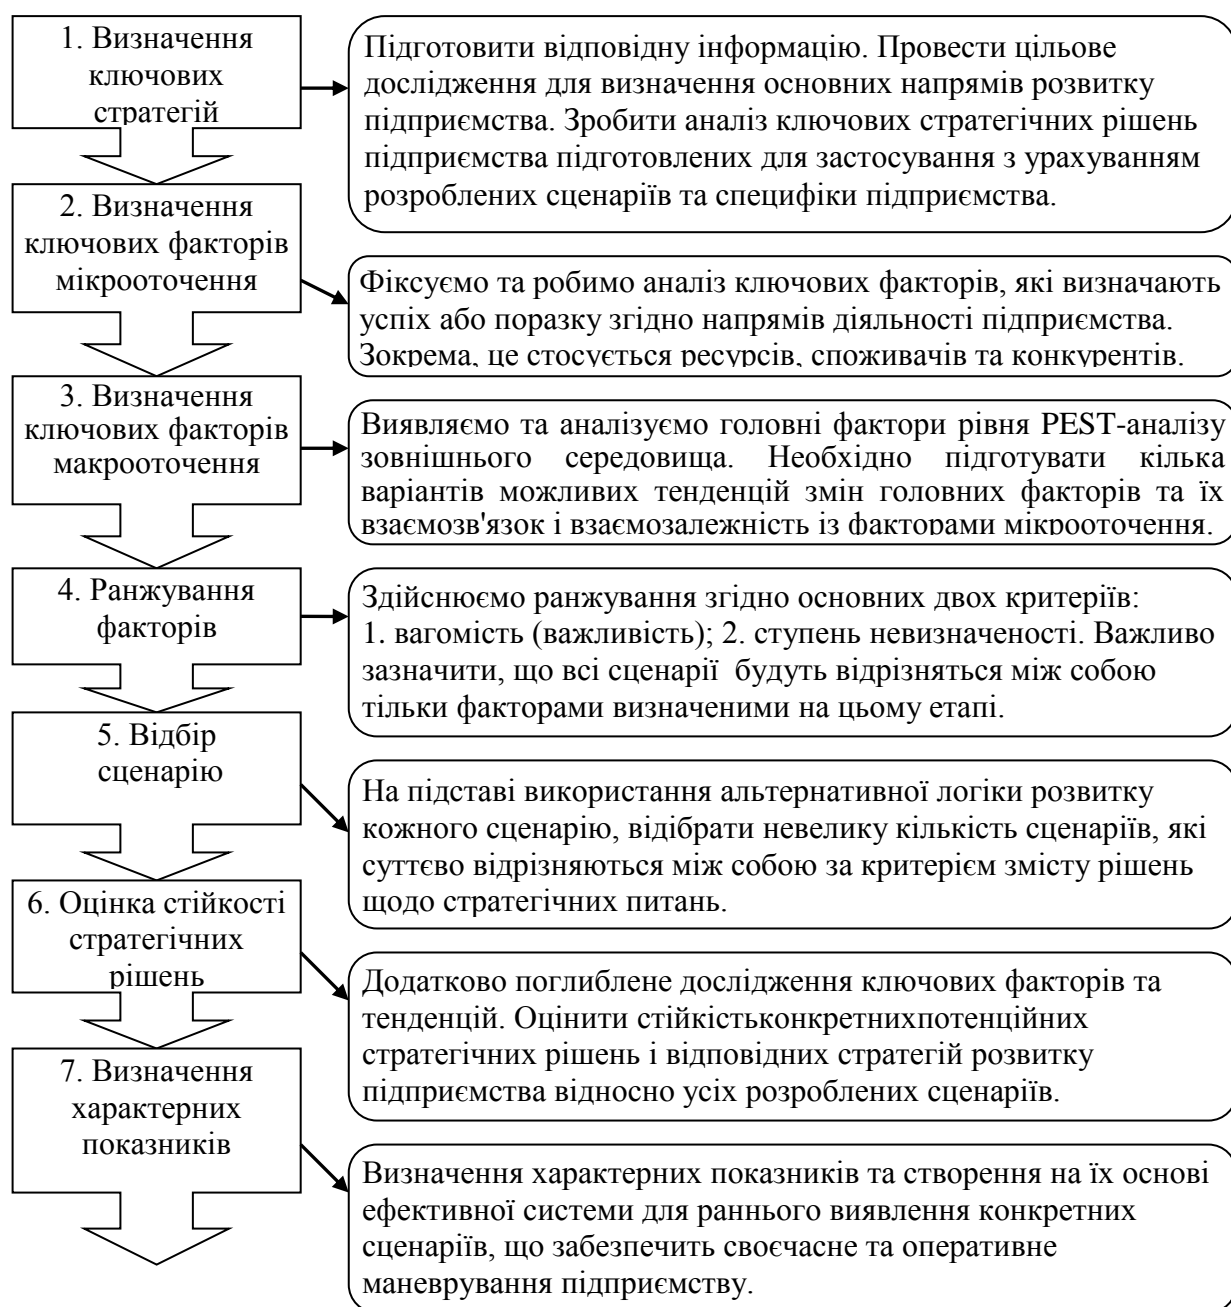 1. Визначення
ключових
стратегій
Підготовити відповідну інформацію. Провести цільове
дослідження для визначення основних напрямів розвитку
підприємства. Зробити аналіз ключових стратегічних рішень
підприємства підготовлених для застосування з урахуванням
розроблених сценаріїв та специфіки підприємства.
2. Визначення
ключових факторів
мікрооточення
Фіксуємо та робимо аналіз ключових факторів, які визначають
успіх або поразку згідно напрямів діяльності підприємства.
Зокрема, це стосується ресурсів, споживачів та конкурентів.
3. Визначення
ключових факторів
макрооточення
Виявляємо та аналізуємо головні фактори рівня PEST-аналізу
зовнішнього середовища. Необхідно підготувати кілька
варіантів можливих тенденцій змін головних факторів та їх
взаємозв'язок і взаємозалежність із факторами мікрооточення.
4. Ранжування
факторів
Здійснюємо ранжування згідно основних двох критеріїв:
1. вагомість (важливість); 2. ступень невизначеності. Важливо
зазначити, що всі сценарії будуть відрізняться між собою
тільки факторами визначеними на цьому етапі.
5. Відбір
сценарію
На підставі використання альтернативної логіки розвитку
кожного сценарію, відібрати невелику кількість сценаріїв, які
суттєво відрізняються між собою за критерієм змісту рішень
щодо стратегічних питань.
6. Оцінка стійкості
стратегічних
рішень
Додатково поглиблене дослідження ключових факторів та
тенденцій. Оцінити стійкістьконкретнихпотенційних
стратегічних рішень і відповідних стратегій розвитку
підприємства відносно усіх розроблених сценаріїв.
7. Визначення
характерних
показників
Визначення характерних показників та створення на їх основі
ефективної системи для раннього виявлення конкретних
сценаріїв, що забезпечить своєчасне та оперативне
маневрування підприємству.